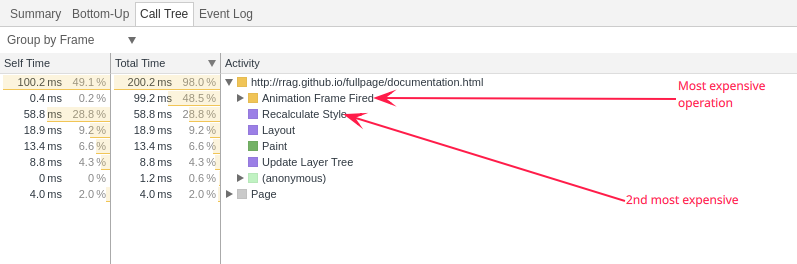 Summary Bottom-Up Call Tree Event Log
Group by Frame
Self Time Total Time Activity
100.2 ms 49.1 % 200.2 ms 98.0 % http://rrag.github.io/fullpage/documentation.html
0.4 ms 0.2 % 99.2 ms 48.5 % Animation Frame Fired
58.8 ms 28.8 % 58.8 ms 28.8 % Recalculate Style
18.9 ms 9.2 % 18.9 ms 9.2 % Layout
13.4 ms 6.6 % 13.4 ms 6.6 % Paint
8.8 ms 4.3 % 8.8 ms 4.3 % Update Layer Tree
0 ms 0 % 1.2 ms 0.6 % (anonymous)
4.0 ms 2.0 % 4.0 ms 2.0 % Page
Most expensive
operation
2nd most expensive